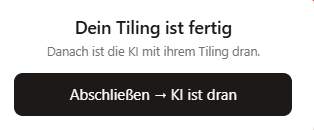 Dein Tiling ist fertig
Danach ist die KI mit ihrem Tiling dran.
Abschließen → KI ist dran